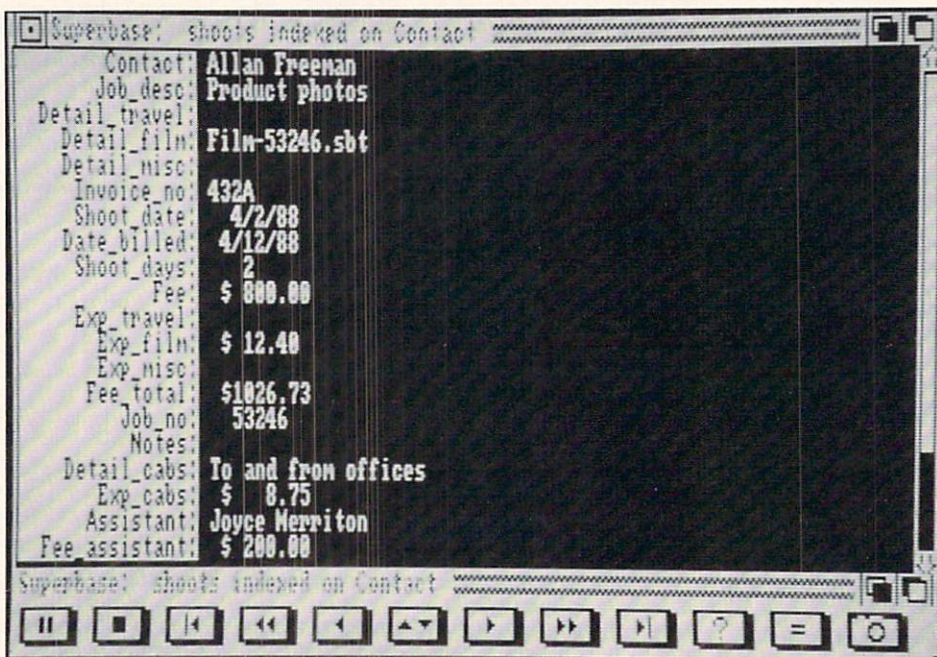 Superbase: shoots indexed on Contact
Contact: Allan Freeman
Job_desc: Product photos
Detail_travel:
Detail_film: Film-53246.sbt
Detail_misc:
Invoice_no: 432A
Shoot_date: 4/2/88
Date_billed: 4/12/88
Shoot_days: 2
Fee: $ 800.00
Exp_travel:
Exp_film: $ 12.40
Exp_misc:
Fee_total: $1026.73
Job_no: 53246
Notes:
Detail_cabs: To and from offices
Exp_cabs: $ 8.75
Assistant: Joyce Merriton
Fee_assistant: $ 200.00
Superbase: shoots indexed on Contact
? =